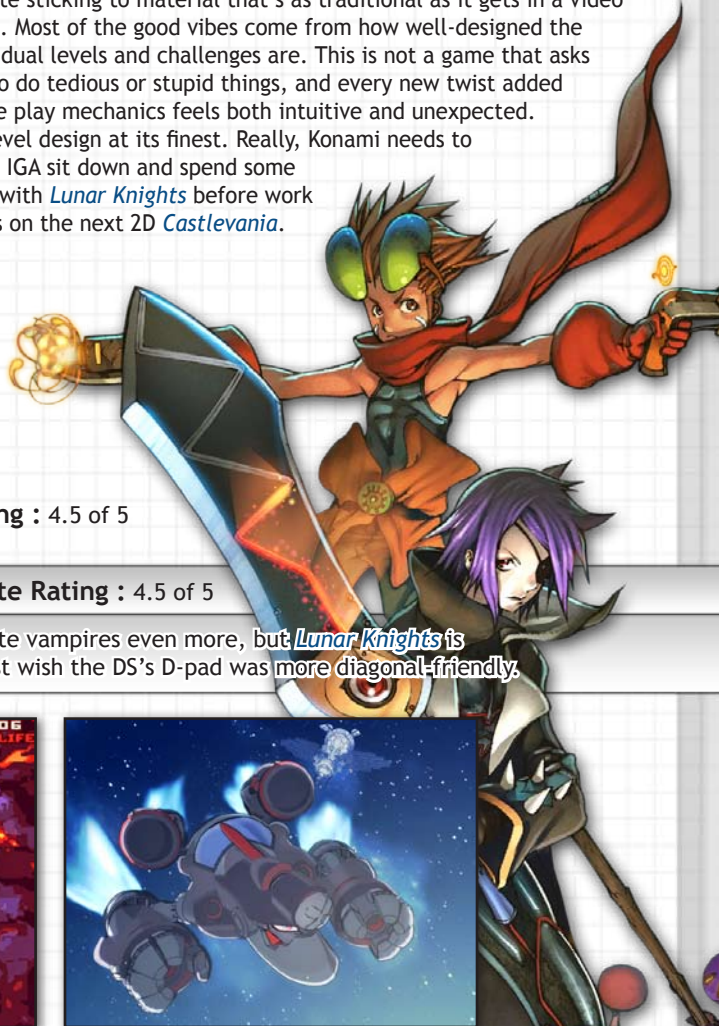 te sticking to material that's as traditional as it gets in a video
. Most of the good vibes come from how well-designed the
dual levels and challenges are. This is not a game that asks
o do tedious or stupid things, and every new twist added
e play mechanics feels both intuitive and unexpected.
evel design at its finest. Really, Konami needs to
IGA sit down and spend some
with Lunar Knights before work
s on the next 2D Castlevania.
ng : 4.5 of 5
te Rating : 4.5 of 5
te vampires even more, but Lunar Knights is
st wish the DS's D-pad was more diagonal-friendly.
06
LIFE